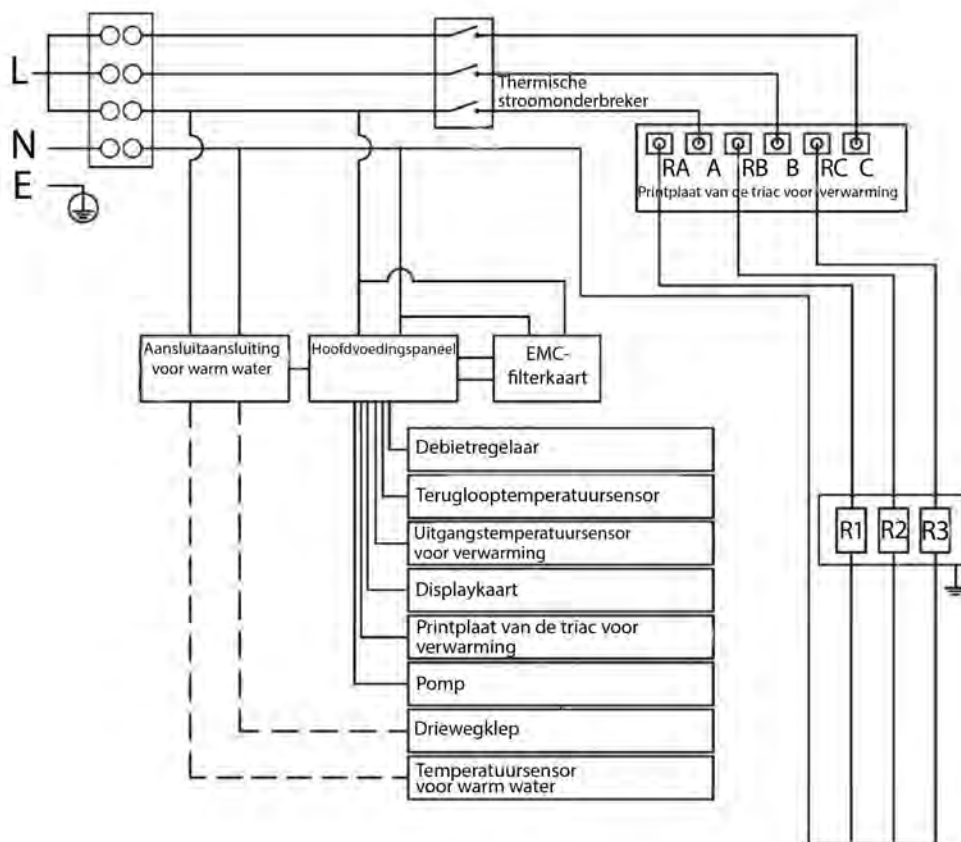 L
N
E
Thermische
stroomonderbreker
RA A RB B RC C
Printplaat van de triac voor verwarming
Aansluitaansluiting
voor warm water
Hoofdvoedingspaneel
EMC-
filterkaart
Debietregelaar
Teruglooptemperatuursensor
Uitgangstemperatuursensor
voor verwarming
Displaykaart
Printplaat van de triac voor
verwarming
Pomp
Driewegklep
Temperatuursensor
voor warm water
R1 R2 R3